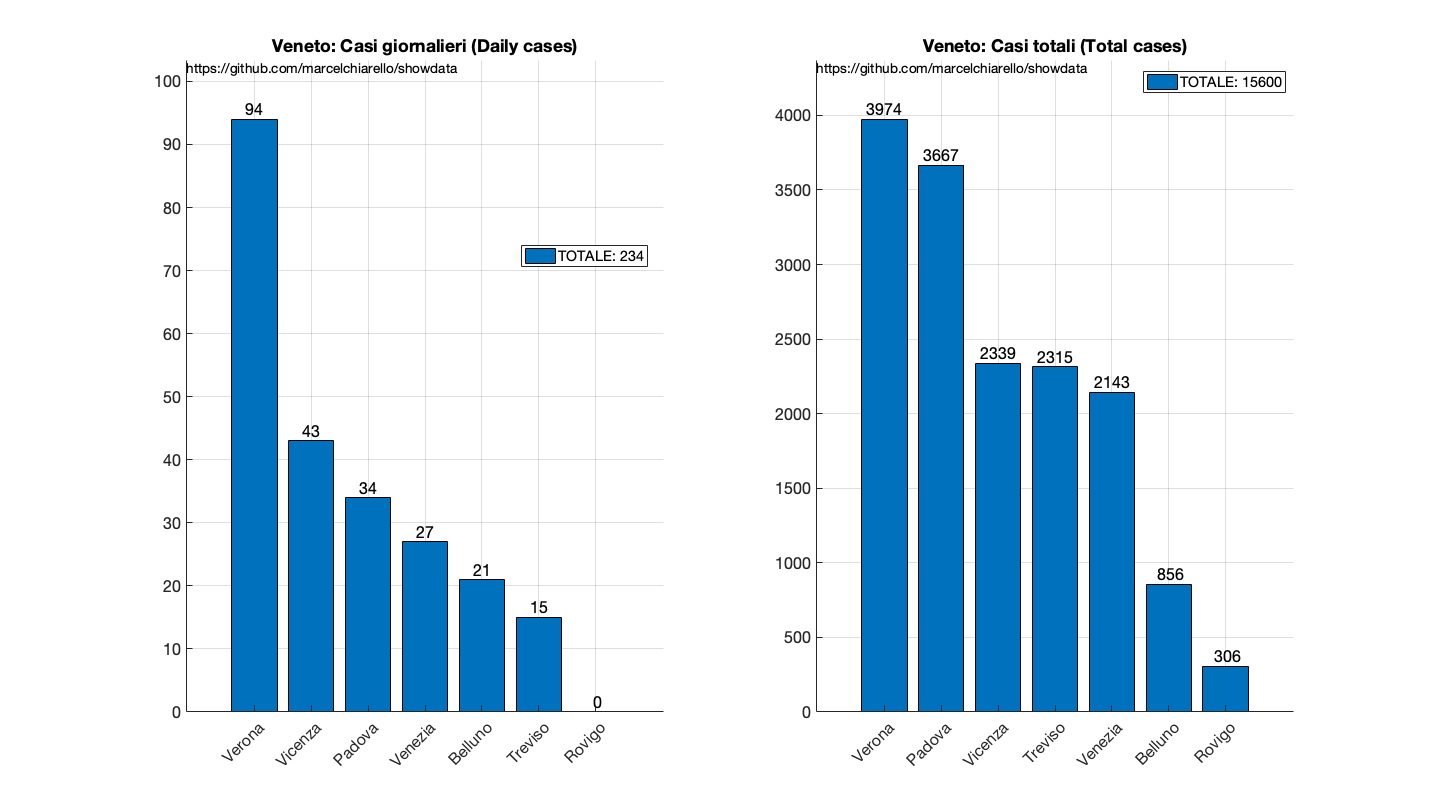 Veneto: Casi giornalieri (Daily cases)
https://github.com/marcelchiarello/showdata
TOTALE: 234
100
90
80
70
60
50
40
30
20
10
0
94
43
34
27
21
15
0
Verona
Vicenza
Padova
Venezia
Belluno
Treviso
Rovigo
Veneto: Casi totali (Total cases)
https://github.com/marcelchiarello/showdata
TOTALE: 15600
4000
3500
3000
2500
2000
1500
1000
500
0
3974
3667
2339
2315
2143
856
306
Verona
Padova
Vicenza
Treviso
Venezia
Belluno
Rovigo